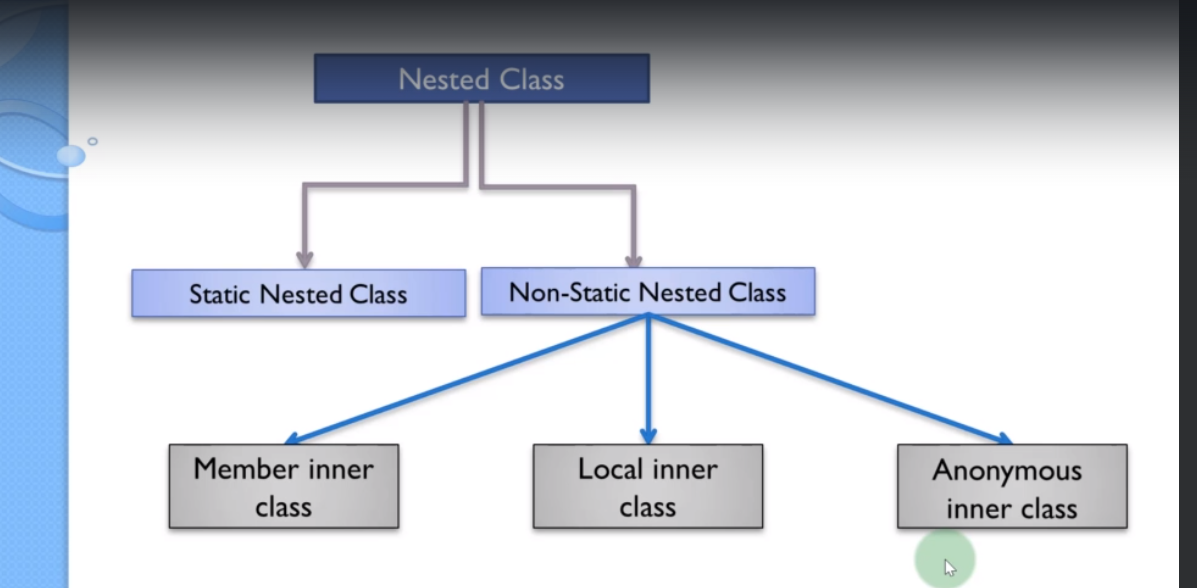 Nested Class
Static Nested Class
Non-Static Nested Class
Member inner
class
Local inner
class
Anonymous
inner class